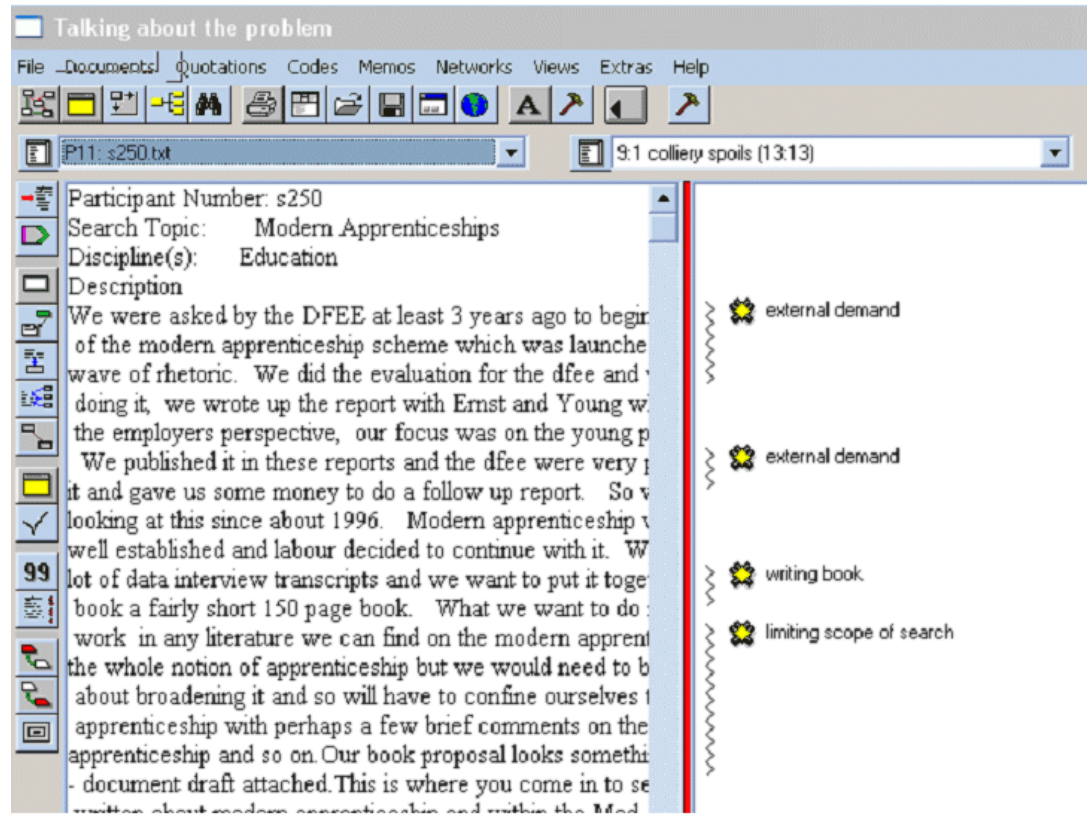 Talking about the problem
File Documents Quotations Codes Memos Networks Views Extras Help
A
P11: s250.txt
9:1 colliery spoils (13:13)
Participant Number: s250
Search Topic: Modern Apprenticeships
Discipline(s): Education
Description
We were asked by the DFEE at least 3 years ago to begin
external demand
of the modern apprenticeship scheme which was launche
wave of rhetoric. We did the evaluation for the dfee and
doing it, we wrote up the report with Ernst and Young w
the employers perspective, our focus was on the young p
We published it in these reports and the dfee were very
external demand
it and gave us some money to do a follow up report. So
looking at this since about 1996. Modern apprenticeship
well established and labour decided to continue with it. W
99
lot of data interview transcripts and we want to put it toge
writing book
book a fairly short 150 page book. What we want to do
work in any literature we can find on the modern apprent
limiting scope of search
the whole notion of apprenticeship but we would need to b
about broadening it and so will have to confine ourselves
apprenticeship with perhaps a few brief comments on the
apprenticeship and so on.Our book proposal looks somethi
- document draft attached.This is where you come in to se
written about modern apprenticeship and within the Mod